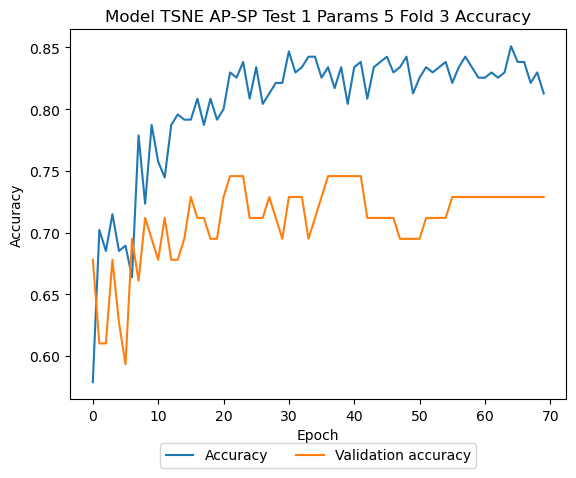 Model TSNE AP-SP Test 1 Params 5 Fold 3 Accuracy
0.85
0.80
0.75
0.70
0.65
0.60
Accuracy
0 10 20 30 40 50 60 70
Epoch
Accuracy Validation accuracy